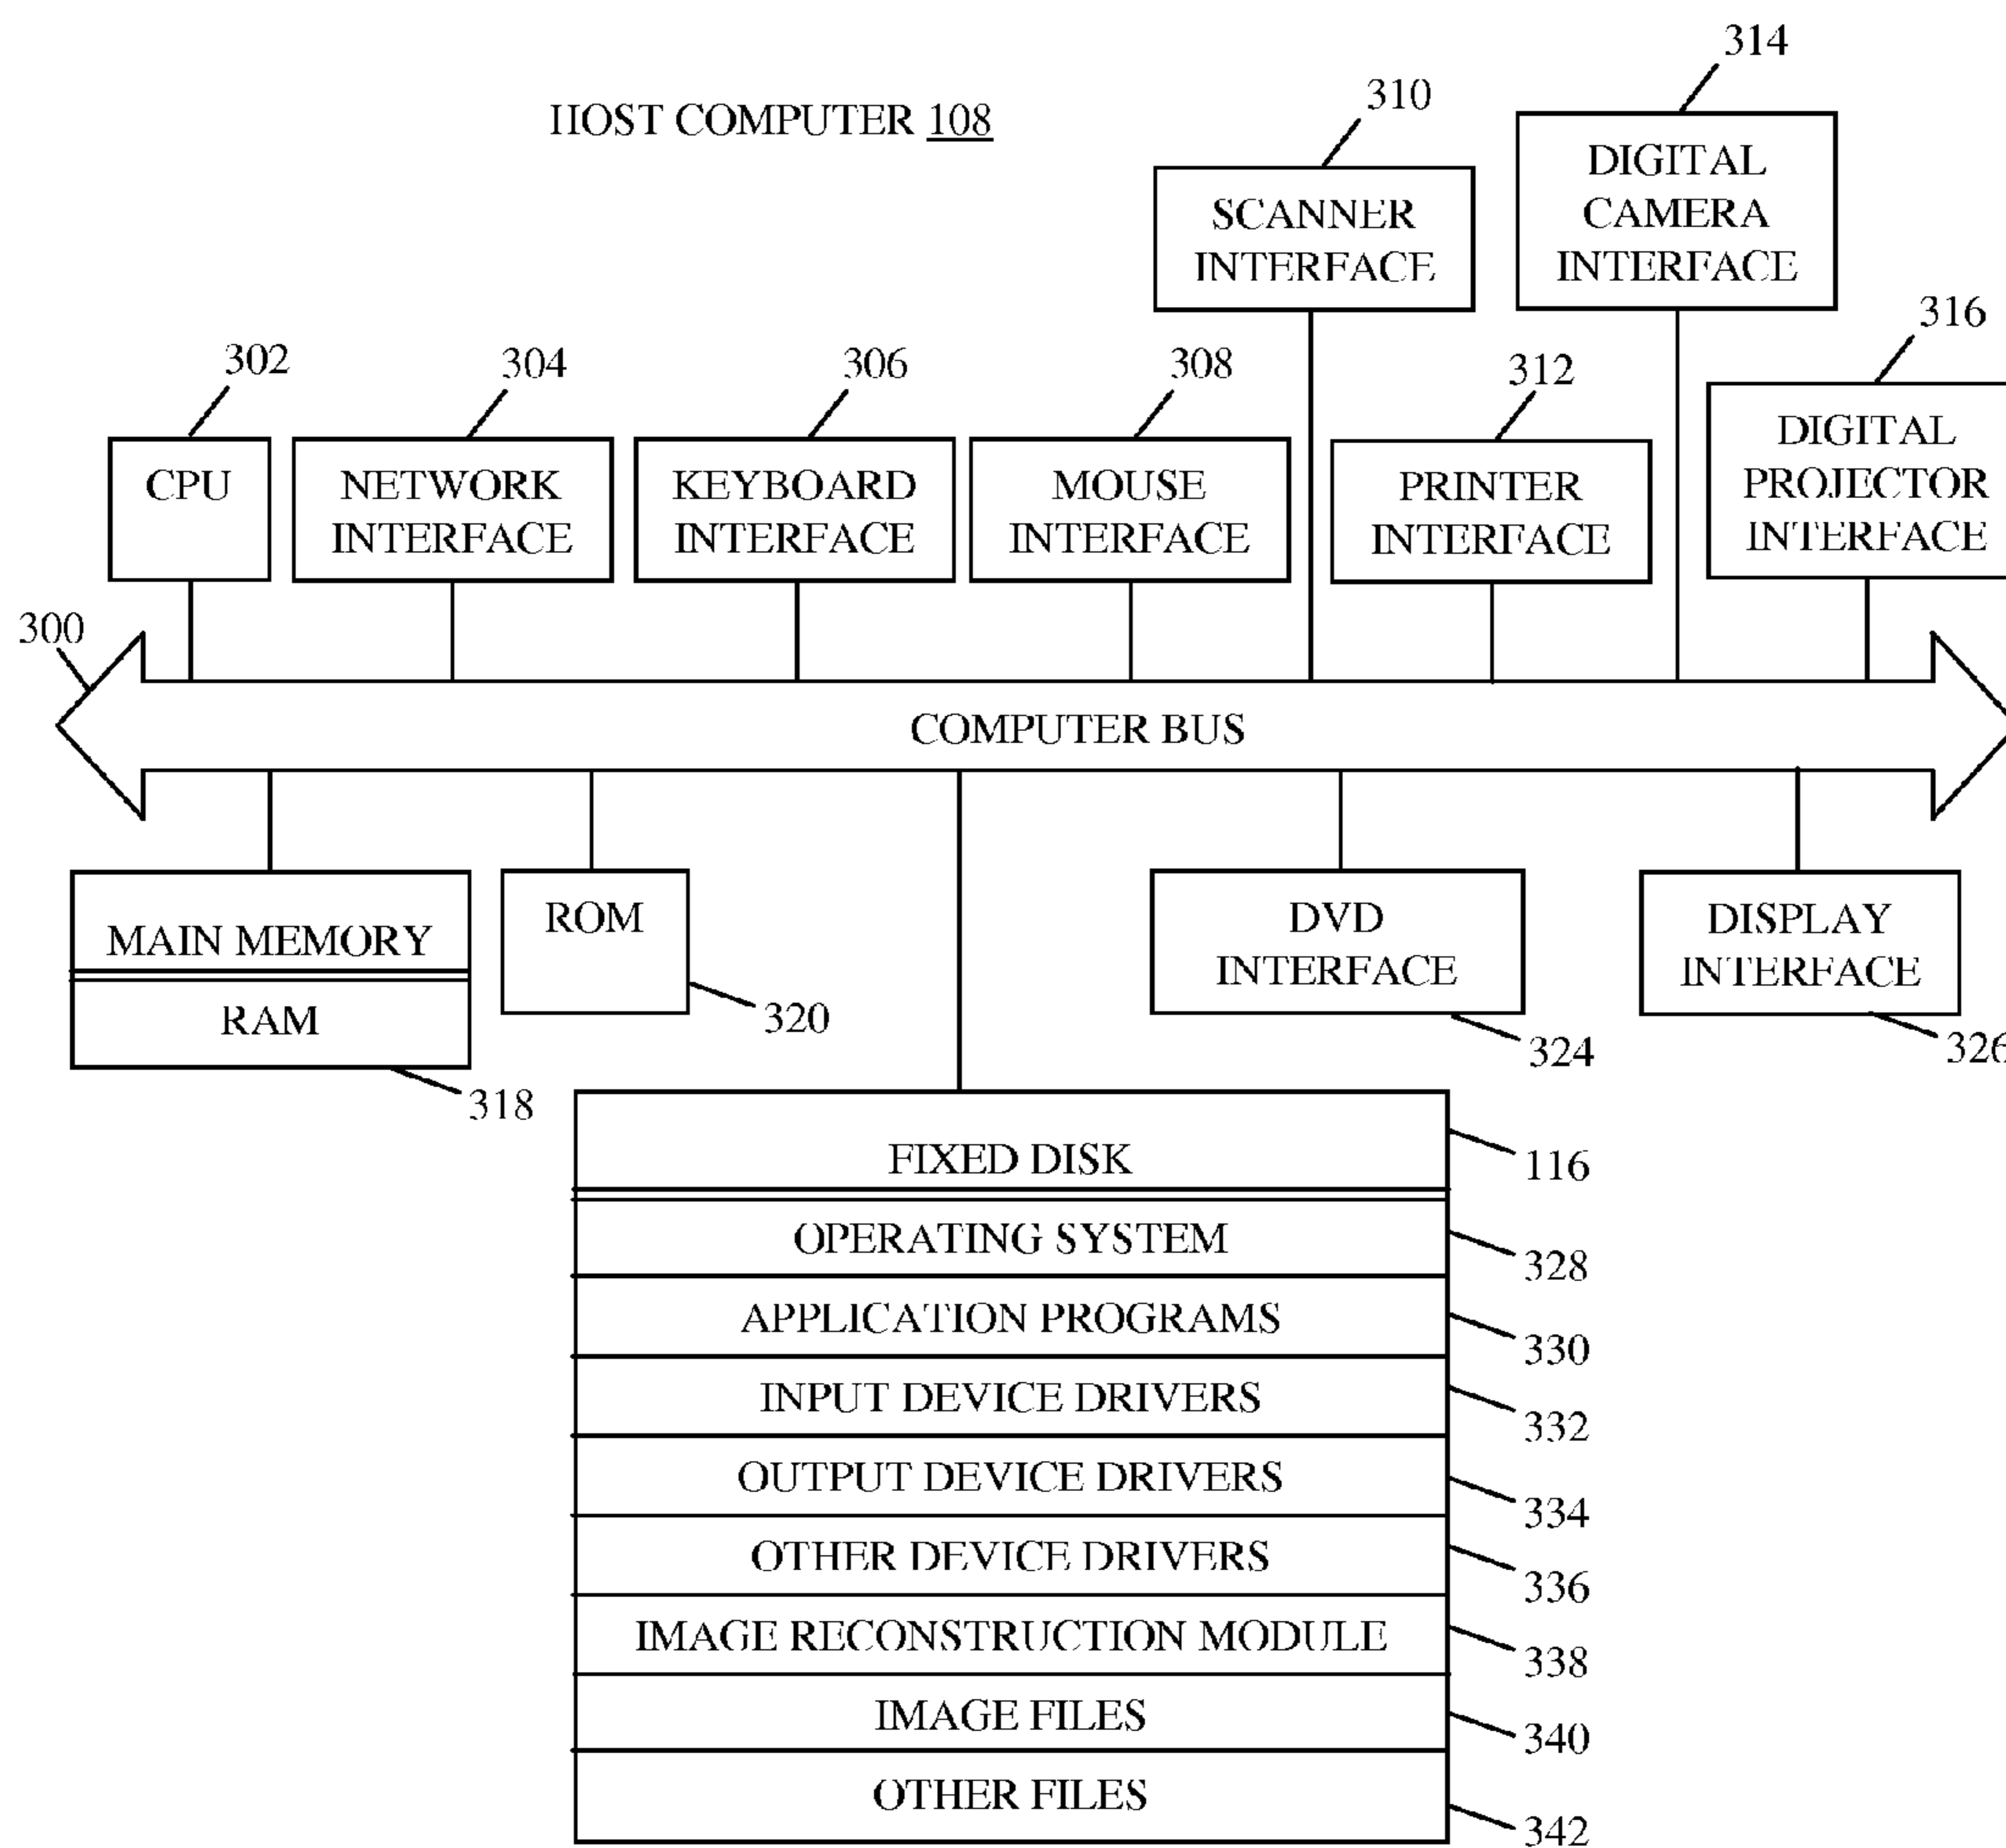 314
310
HOST COMPUTER 108
DIGITAL
CAMERA
INTERFACE
SCANNER
INTERFACE
316
302
304
306
308
312
CPU
NETWORK
INTERFACE
KEYBOARD
INTERFACE
MOUSE
INTERFACE
PRINTER
INTERFACE
DIGITAL
PROJECTOR
INTERFACE
300
COMPUTER BUS
MAIN MEMORY
RAM
318
ROM
320
DVD
INTERFACE
324
DISPLAY
INTERFACE
326
FIXED DISK
116
OPERATING SYSTEM
328
APPLICATION PROGRAMS
330
INPUT DEVICE DRIVERS
332
OUTPUT DEVICE DRIVERS
334
OTHER DEVICE DRIVERS
336
IMAGE RECONSTRUCTION MODULE
338
IMAGE FILES
340
OTHER FILES
342